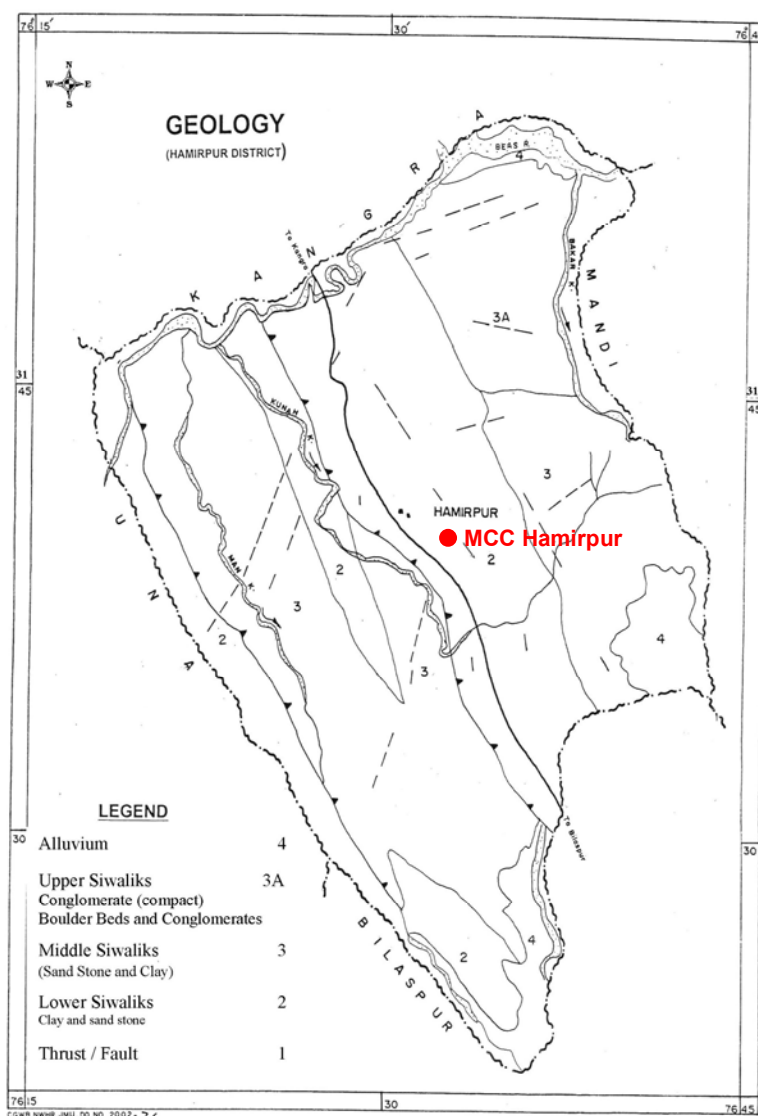 76° 15'
30'
76° 4
N
W E
S
GEOLOGY
(HAMIRPUR DISTRICT)
KANGRA
BEAS R.
4
To Kangra
BAKAR K.
MANDI
3A
31
45
31
45
KUNAH K.
3
1
HAMIRPUR
MCC Hamirpur
2
2
MAN K.
3
2
3
4
UNA
LEGEND
Alluvium 4
Upper Siwaliks 3A
Conglomerate (compact)
Boulder Beds and Conglomerates
Middle Siwaliks 3
(Sand Stone and Clay)
Lower Siwaliks 2
Clay and sand stone
Thrust / Fault 1
30
30
To Bilaspur
BILASPUR
2
4
76 15
30
76 45